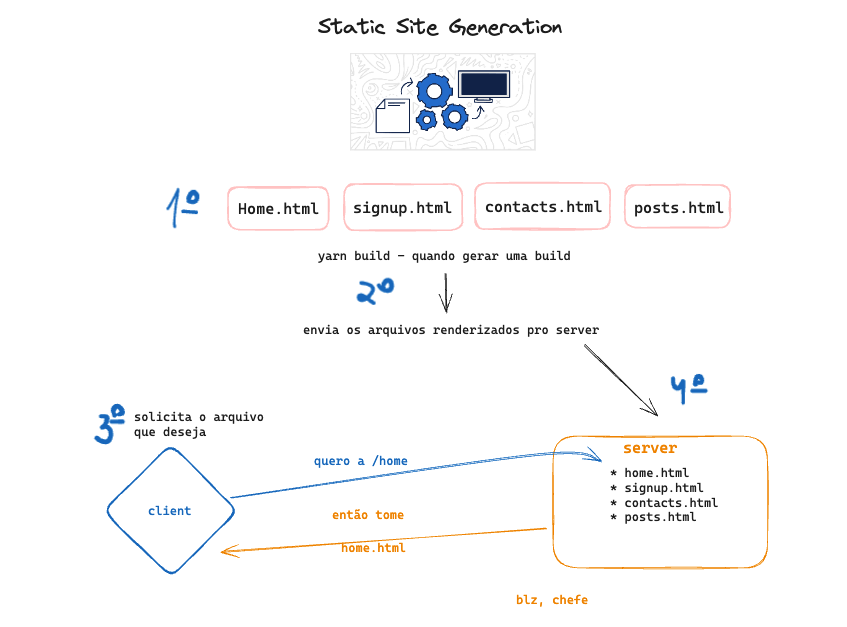 Static Site Generation
1º
Home.html
signup.html
contacts.html
posts.html
yarn build - quando gerar uma build
2º
envia os arquivos renderizados pro server
4º
3º
solicita o arquivo
que deseja
client
quero a /home
então tome
home.html
server
* home.html
* signup.html
* contacts.html
* posts.html
blz, chefe